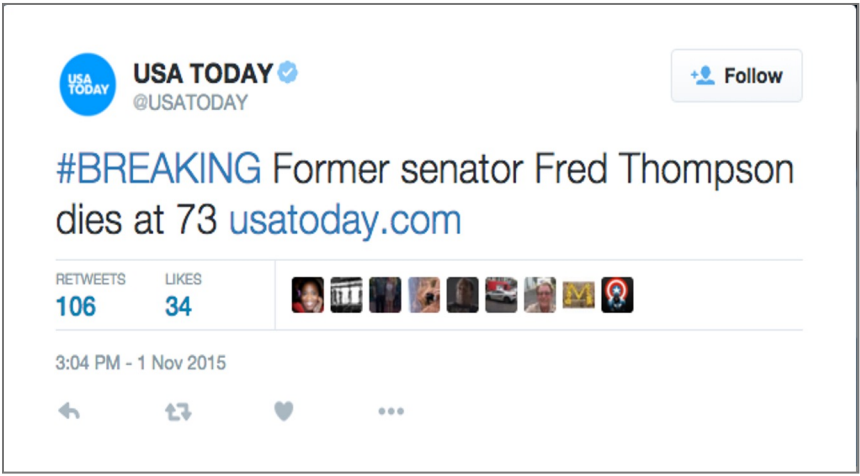 USA
TODAY
USA TODAY
@USATODAY
Follow
#BREAKING Former senator Fred Thompson
dies at 73 usatoday.com
RETWEETS LIKES
106 34
M
3:04 PM - 1 Nov 2015